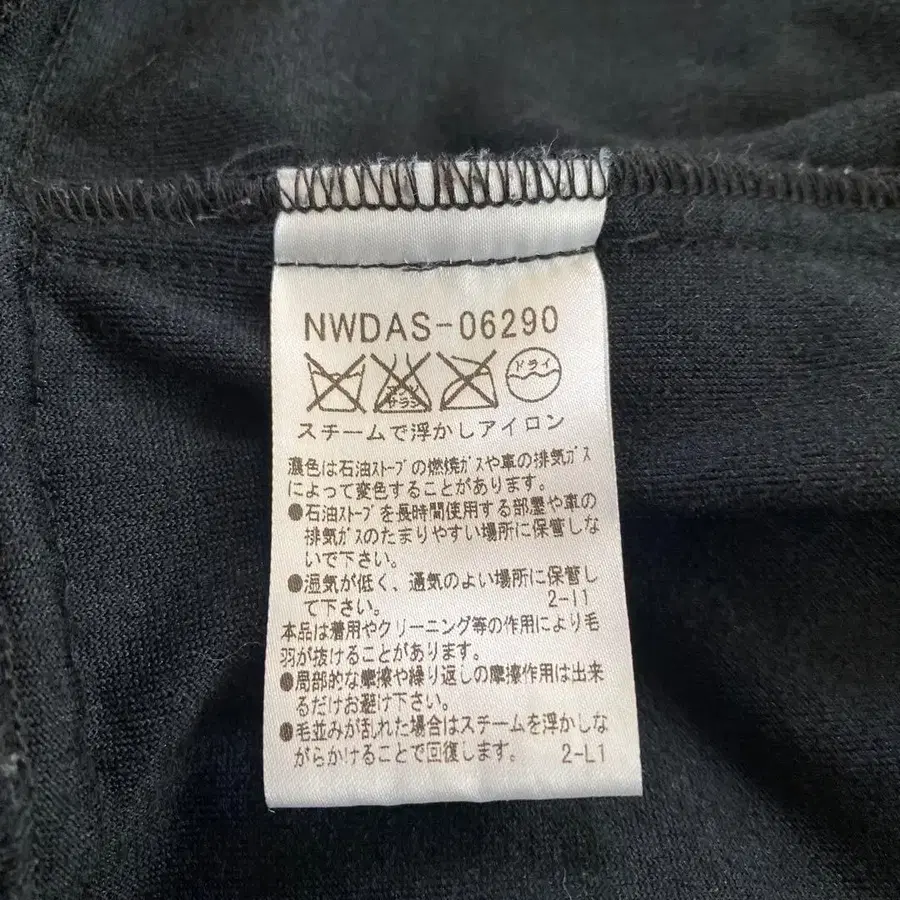 NWDAS-06290
エンソ サラシ ドライ
スチームで浮かしアイロン
濃色は石油ストーブの燃焼ガスや車の排気ガス
によって変色することがあります。
●石油ストーブを長時間使用する部屋や車の
排気ガスのたまりやすい場所に保管しな
いで下さい。
●湿気が低く、通気のよい場所に保管し
て下さい。 2-I1
本品は着用やクリーニング等の作用により毛
羽が抜けることがあります。
●局部的な摩擦や繰り返しの摩擦作用は出来
るだけお避け下さい。
●毛並みが乱れた場合はスチームを浮かしな
がらかけることで回復します。 2-L1